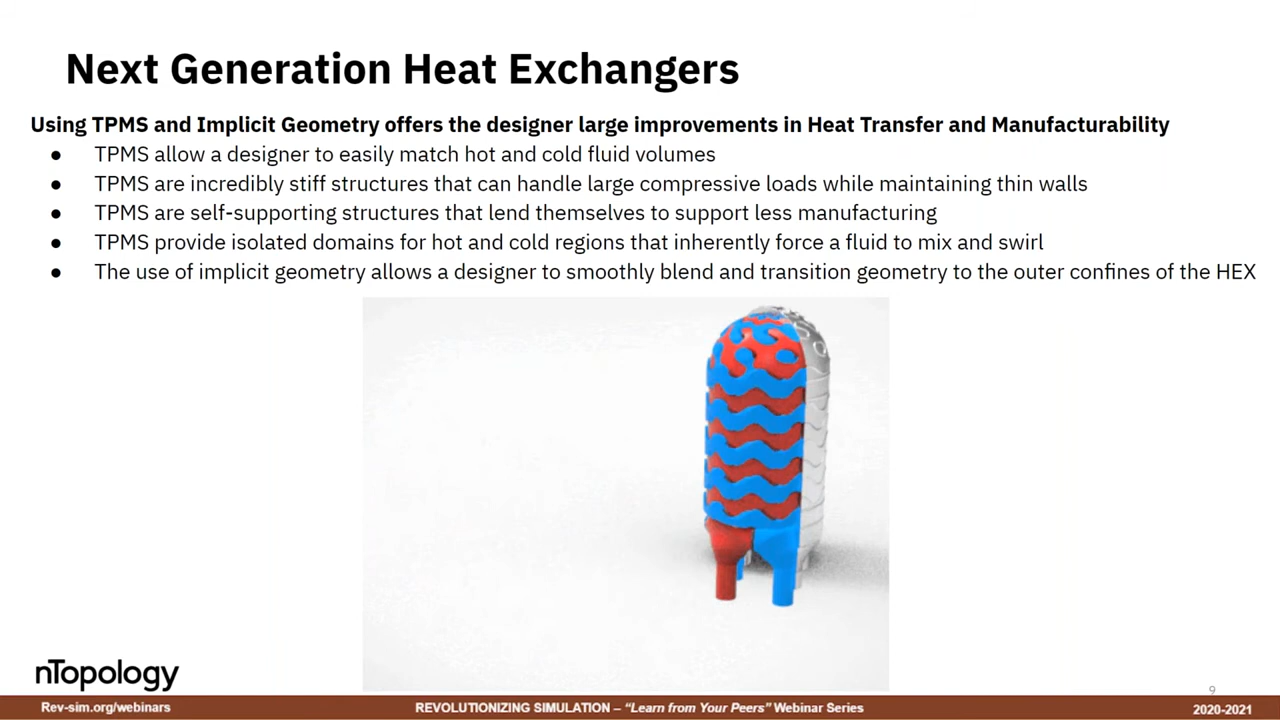 Next Generation Heat Exchangers
Using TPMS and Implicit Geometry offers the designer large improvements in Heat Transfer and Manufacturability
● TPMS allow a designer to easily match hot and cold fluid volumes
● TPMS are incredibly stiff structures that can handle large compressive loads while maintaining thin walls
● TPMS are self-supporting structures that lend themselves to support less manufacturing
● TPMS provide isolated domains for hot and cold regions that inherently force a fluid to mix and swirl
● The use of implicit geometry allows a designer to smoothly blend and transition geometry to the outer confines of the HEX
nTopology
9
Rev-sim.org/webinars
REVOLUTIONIZING SIMULATION – “Learn from Your Peers” Webinar Series
2020-2021